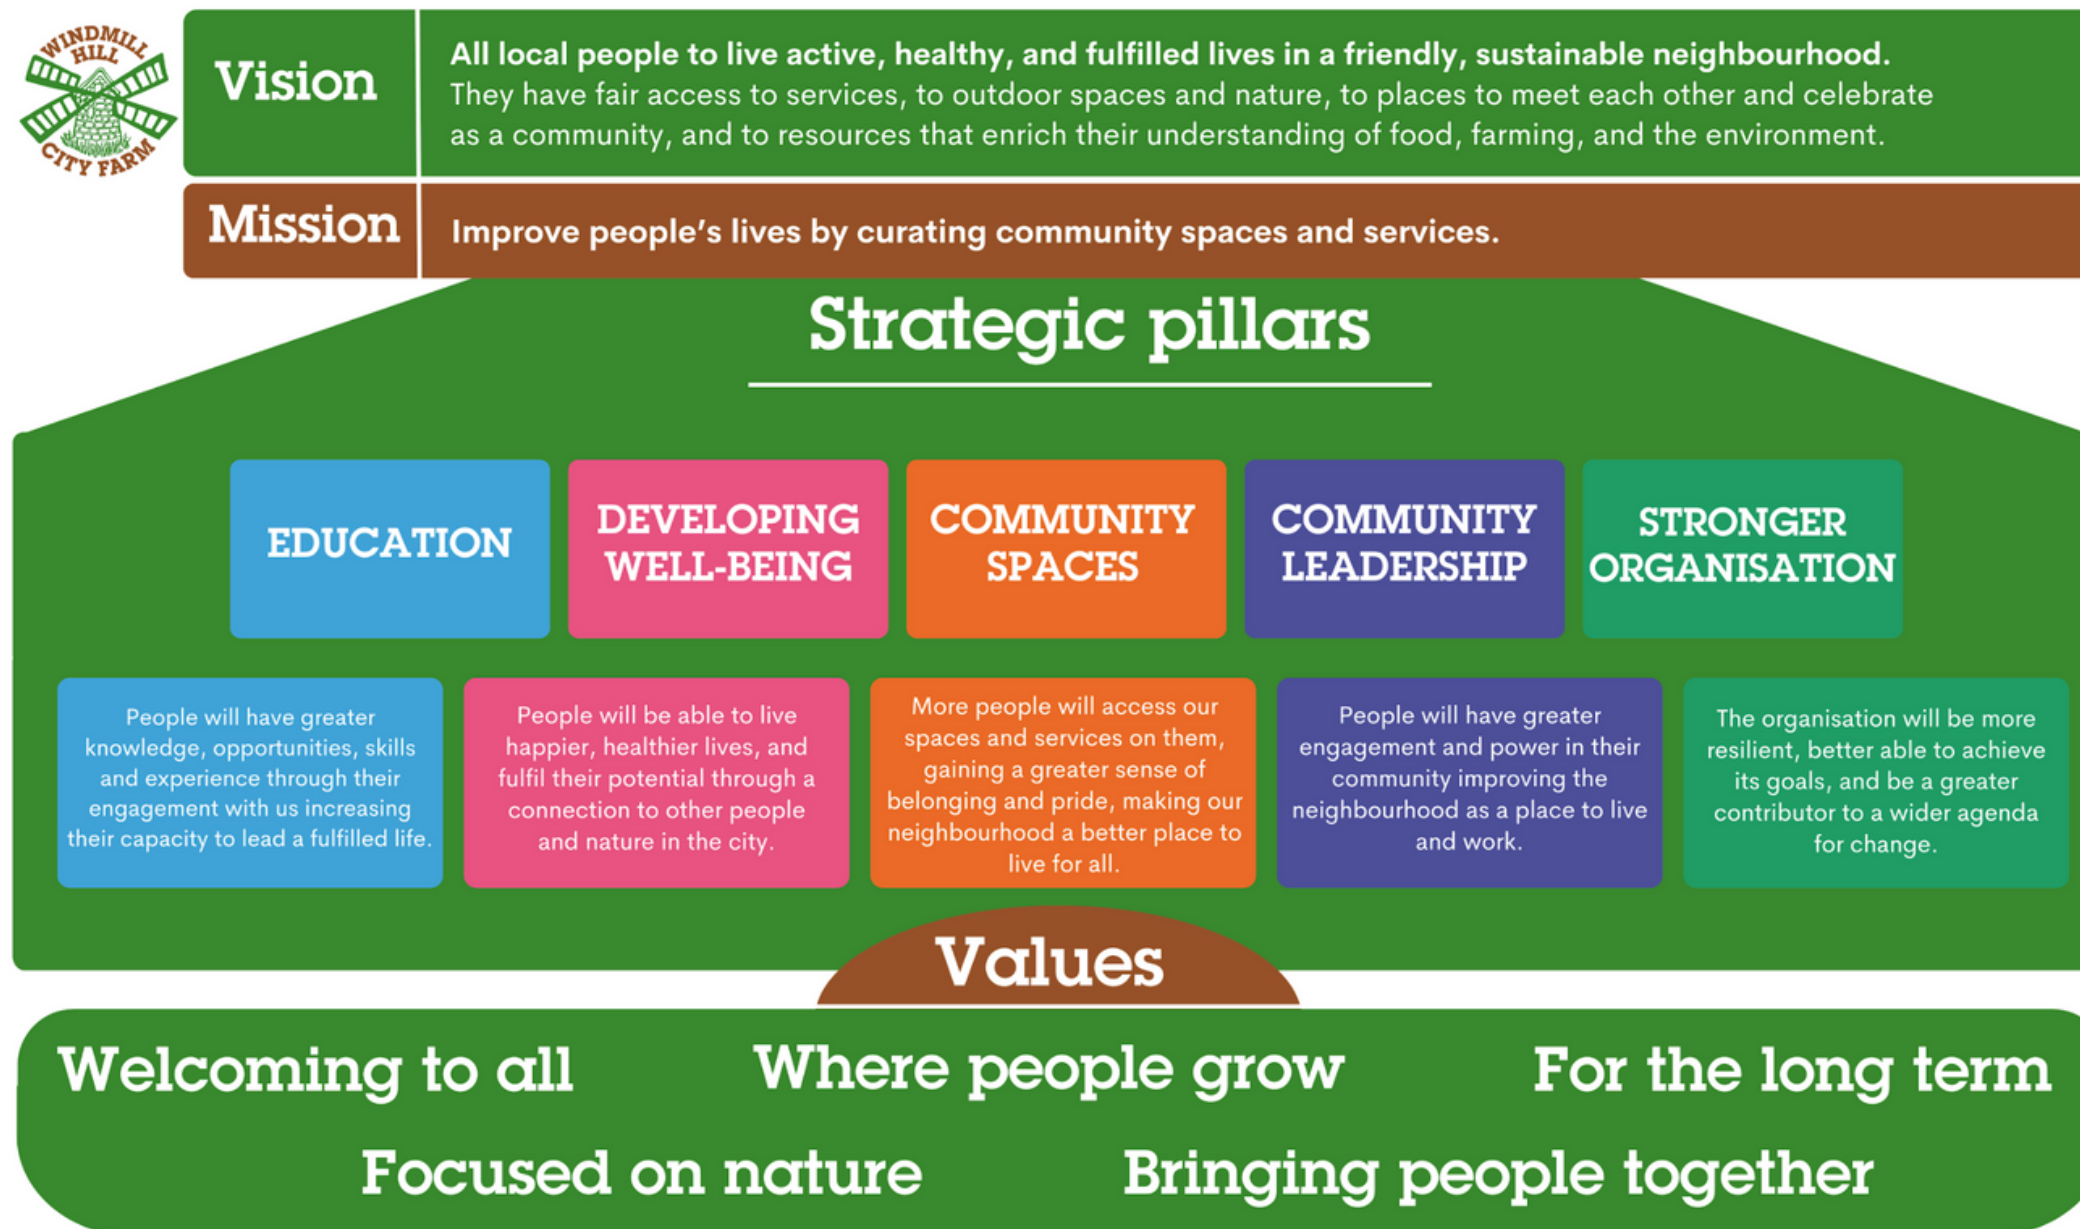 WINDMILL
HILL
CITY FARM
Vision
All local people to live active, healthy, and fulfilled lives in a friendly, sustainable neighbourhood.
They have fair access to services, to outdoor spaces and nature, to places to meet each other and celebrate
as a community, and to resources that enrich their understanding of food, farming, and the environment.
Mission
Improve people's lives by curating community spaces and services.
Strategic pillars
EDUCATION
DEVELOPING
WELL-BEING
COMMUNITY
SPACES
COMMUNITY
LEADERSHIP
STRONGER
ORGANISATION
People will have greater
knowledge, opportunities, skills
and experience through their
engagement with us increasing
their capacity to lead a fulfilled life.
People will be able to live
happier, healthier lives, and
fulfil their potential through a
connection to other people
and nature in the city.
More people will access our
spaces and services on them,
gaining a greater sense of
belonging and pride, making our
neighbourhood a better place to
live for all.
People will have greater
engagement and power in their
community improving the
neighbourhood as a place to live
and work.
The organisation will be more
resilient, better able to achieve
its goals, and be a greater
contributor to a wider agenda
for change.
Values
Welcoming to all
Where people grow
For the long term
Focused on nature
Bringing people together